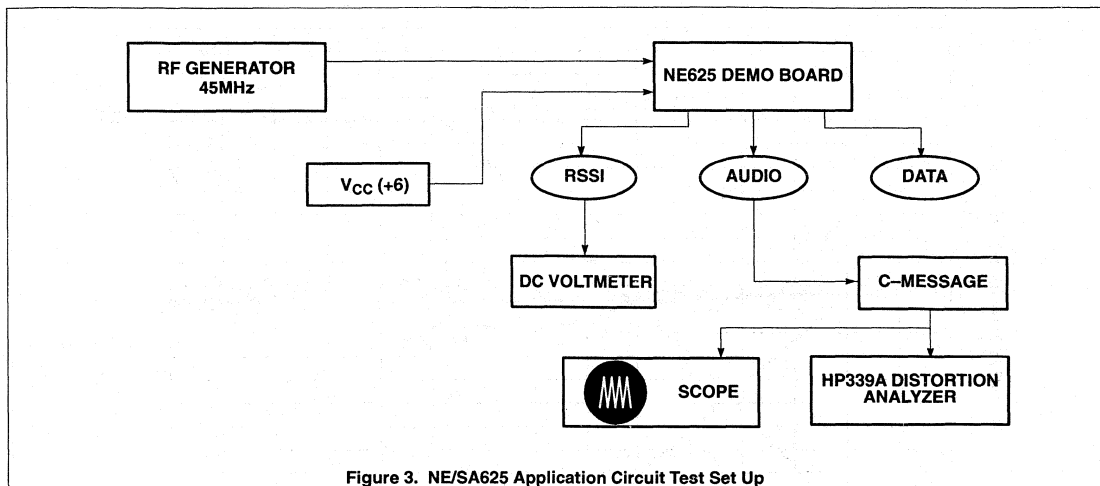 RF GENERATOR
45MHz
NE625 DEMO BOARD
VCC (+6)
RSSI
AUDIO
DATA
DC VOLTMETER
C–MESSAGE
SCOPE
HP339A DISTORTION
ANALYZER
Figure 3. NE/SA625 Application Circuit Test Set Up